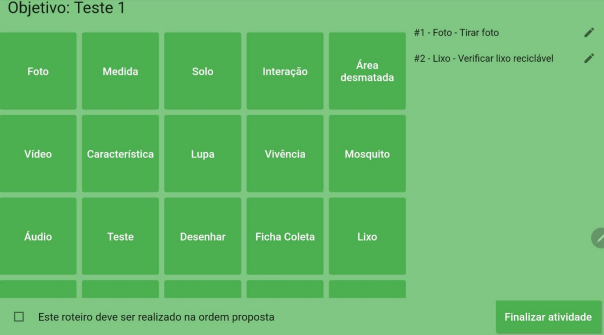 Objetivo: Teste 1
#1 - Foto - Tirar foto
#2 - Lixo - Verificar lixo reciclável
Foto
Medida
Solo
Interação
Área
desmatada
Vídeo
Característica
Lupa
Vivência
Mosquito
Áudio
Teste
Desenhar
Ficha Coleta
Lixo
Este roteiro deve ser realizado na ordem proposta
Finalizar atividade